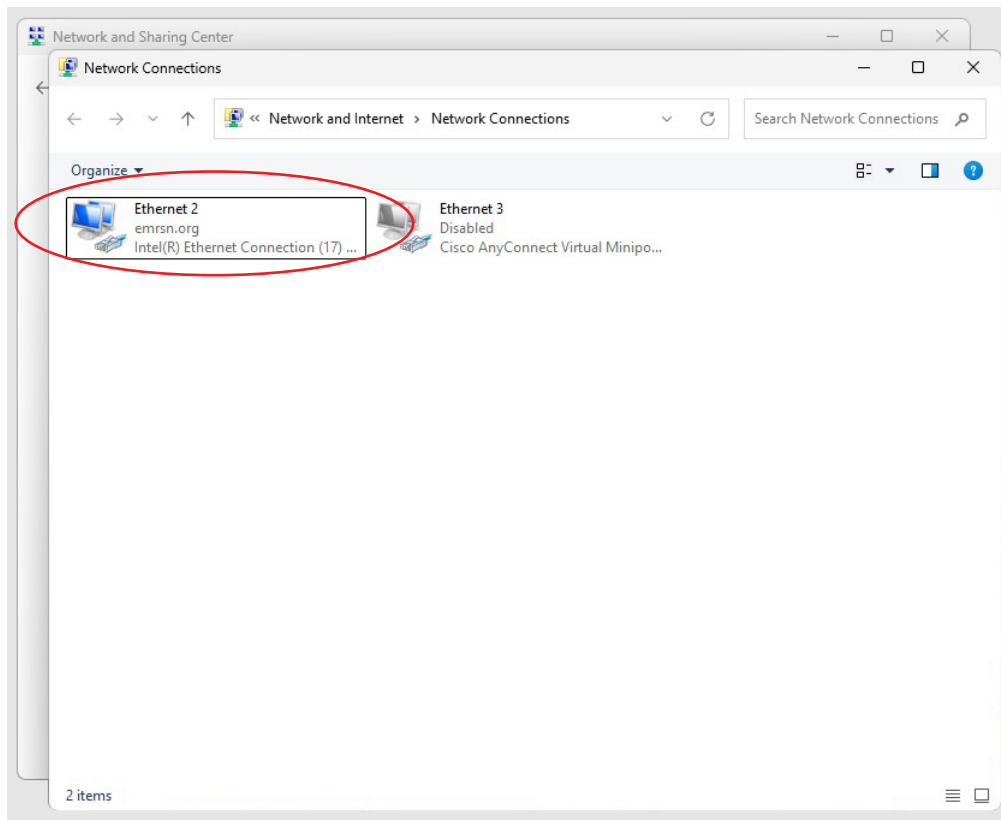 Network and Sharing Center
Network Connections
« Network and Internet > Network Connections
Search Network Connections
Organize
Ethernet 2
emrsn.org
Intel(R) Ethernet Connection (17) ...
Ethernet 3
Disabled
Cisco AnyConnect Virtual Minipo...
2 items